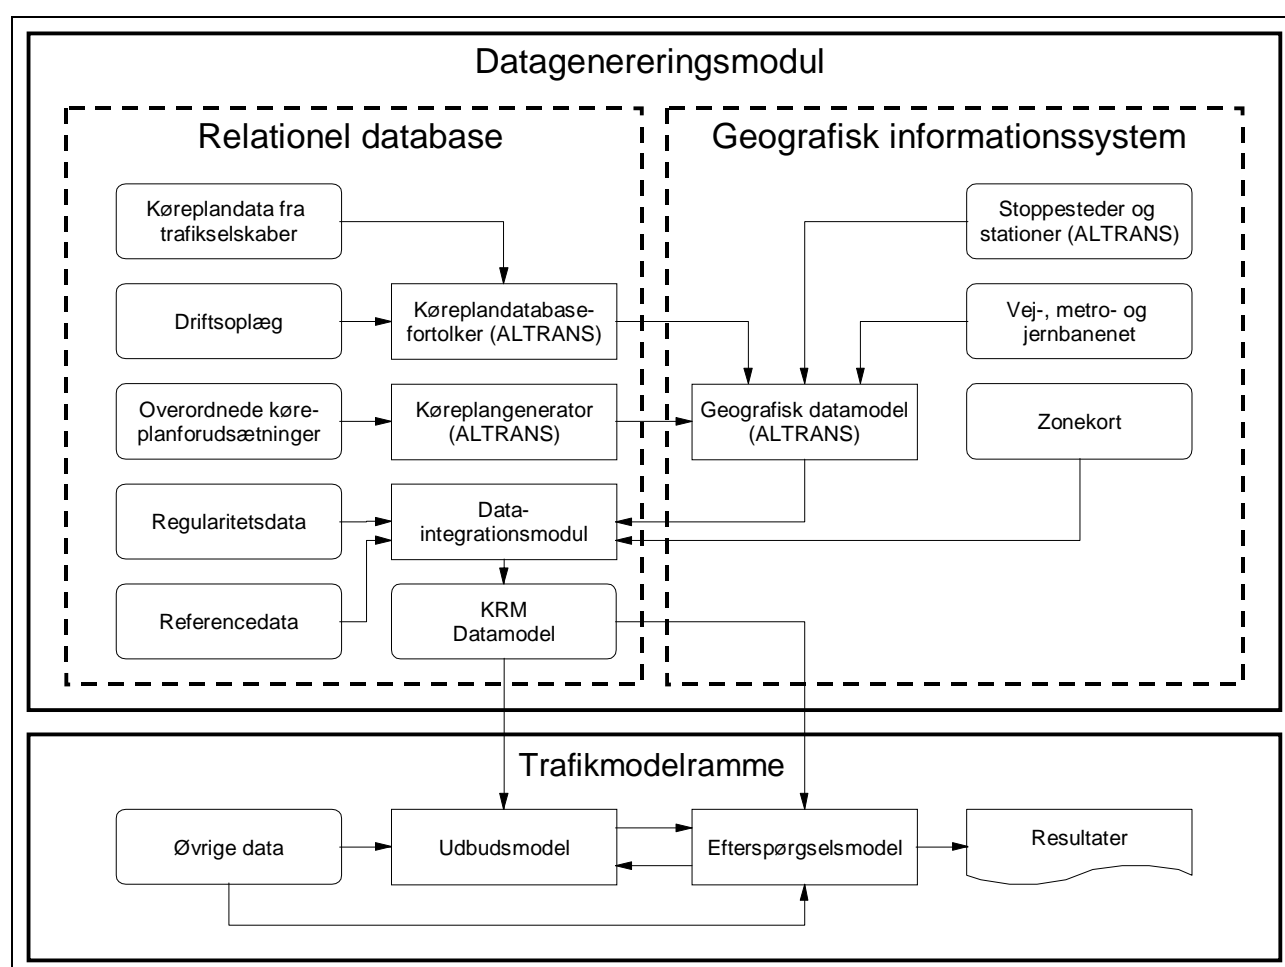 Datagenereringsmodul
Relationel database
Geografisk informationssystem
Køreplandata fra
trafikselskaber
Stoppesteder og
stationer (ALTRANS)
Driftsoplæg
Køreplandatabase-
fortolker (ALTRANS)
Vej-, metro- og
jernbanenet
Overordnede køre-
planforudsætninger
Køreplangenerator
(ALTRANS)
Geografisk datamodel
(ALTRANS)
Zonekort
Regularitetsdata
Data-
integrationsmodul
Referencedata
KRM
Datamodel
Trafikmodelramme
Øvrige data
Udbudsmodel
Efterspørgselsmodel
Resultater